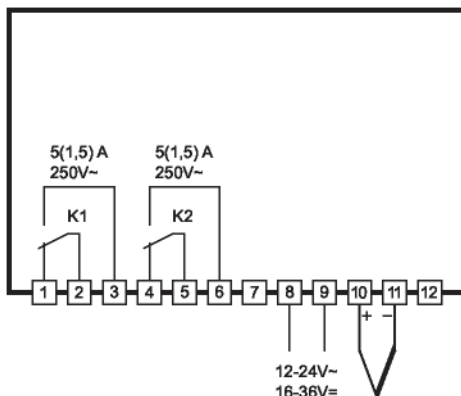 5(1,5) A 5(1,5) A
250V~ 250V~
K1 K2
1 2 3 4 5 6 7 8 9 10 11 12
+ −
12-24V~
16-36V=